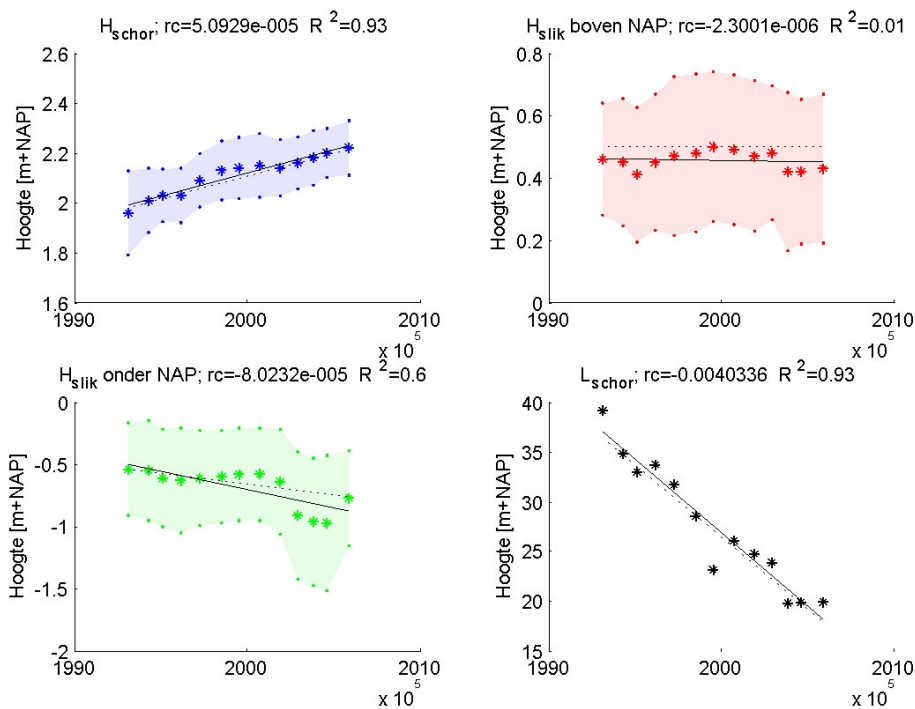 H_schor; rc=5.0929e-005 R^2=0.93
2.6
2.4
2.2
2
1.8
1.6
Hoogte [m+NAP]
1990 2000 2010
x 10^5
H_slik boven NAP; rc=-2.3001e-006 R^2=0.01
0.8
0.6
0.4
0.2
0
Hoogte [m+NAP]
1990 2000 2010
x 10^5
H_slik onder NAP; rc=-8.0232e-005 R^2=0.6
0
-0.5
-1
-1.5
-2
Hoogte [m+NAP]
1990 2000 2010
x 10^5
L_schor; rc=-0.0040336 R^2=0.93
40
35
30
25
20
15
Hoogte [m+NAP]
1990 2000 2010
x 10^5